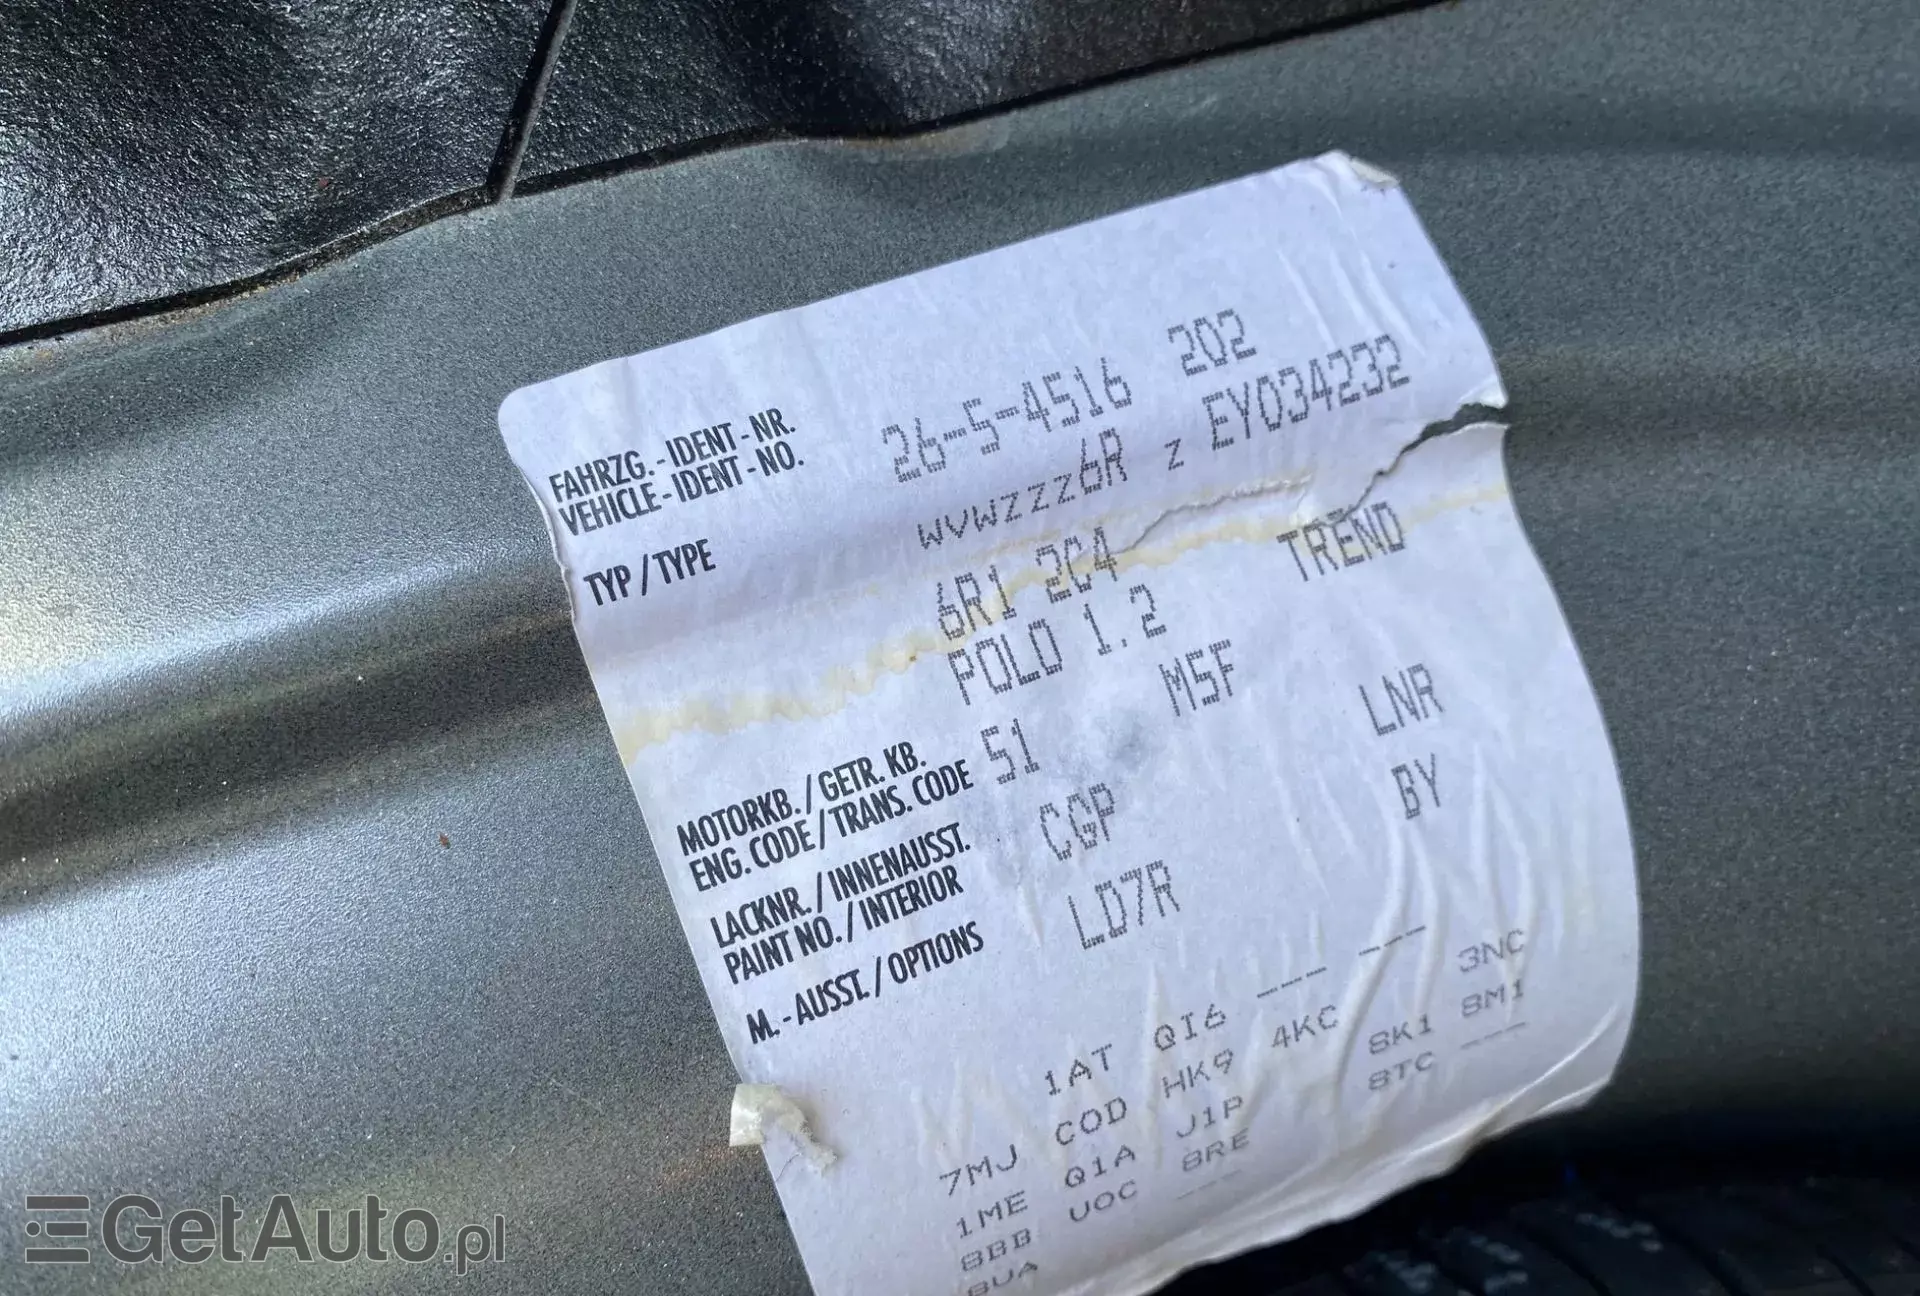 26-5-4516 202
FAHRZG.-IDENT-NR.
VEHICLE-IDENT-NO. WVWZZZ6R Z EY034232
TYP/TYPE 6R1 2C4
POLO 1.2 TREND
51 M5F
MOTORKB./GETR. KB.
ENG. CODE/TRANS. CODE CGP LNR
LACKNR./INNENAUSST.
PAINT NO./INTERIOR LD7R BY
M.-AUSST./OPTIONS
1AT QI6 --- --- 3NC
7MJ COD HK9 4KC 8K1 8M1
1ME Q1A J1P 8TC ---
8BB UOC 8RE
8UA ---
GetAuto.pl